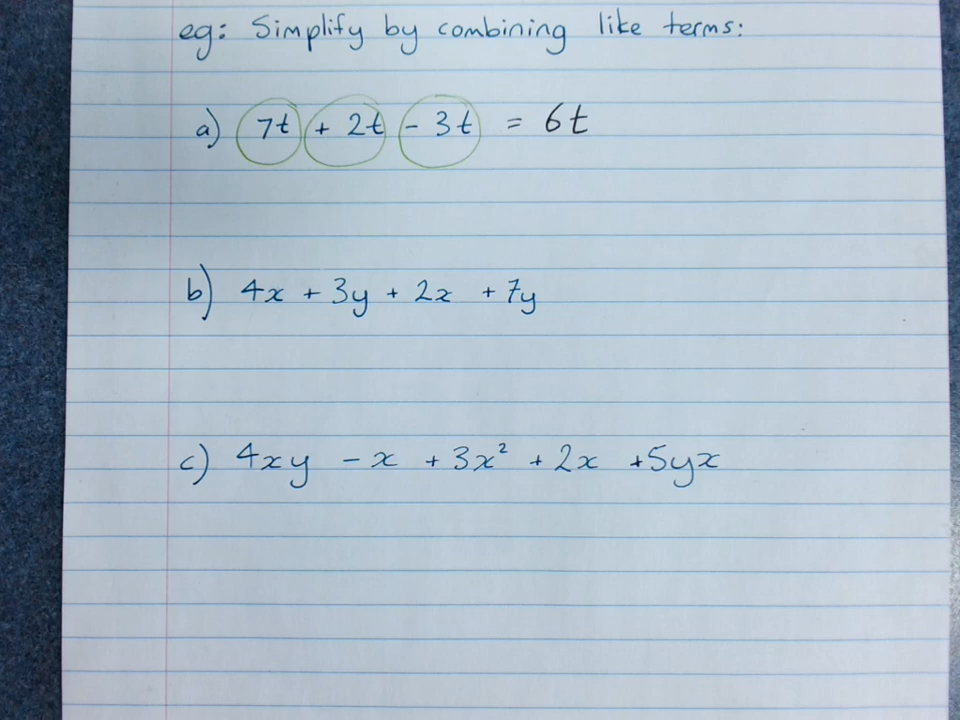 eg: Simplify by combining like terms:
a) 7t + 2t - 3t = 6t
b) 4x + 3y + 2x + 7y
c) 4xy - x + 3x² + 2x + 5yx